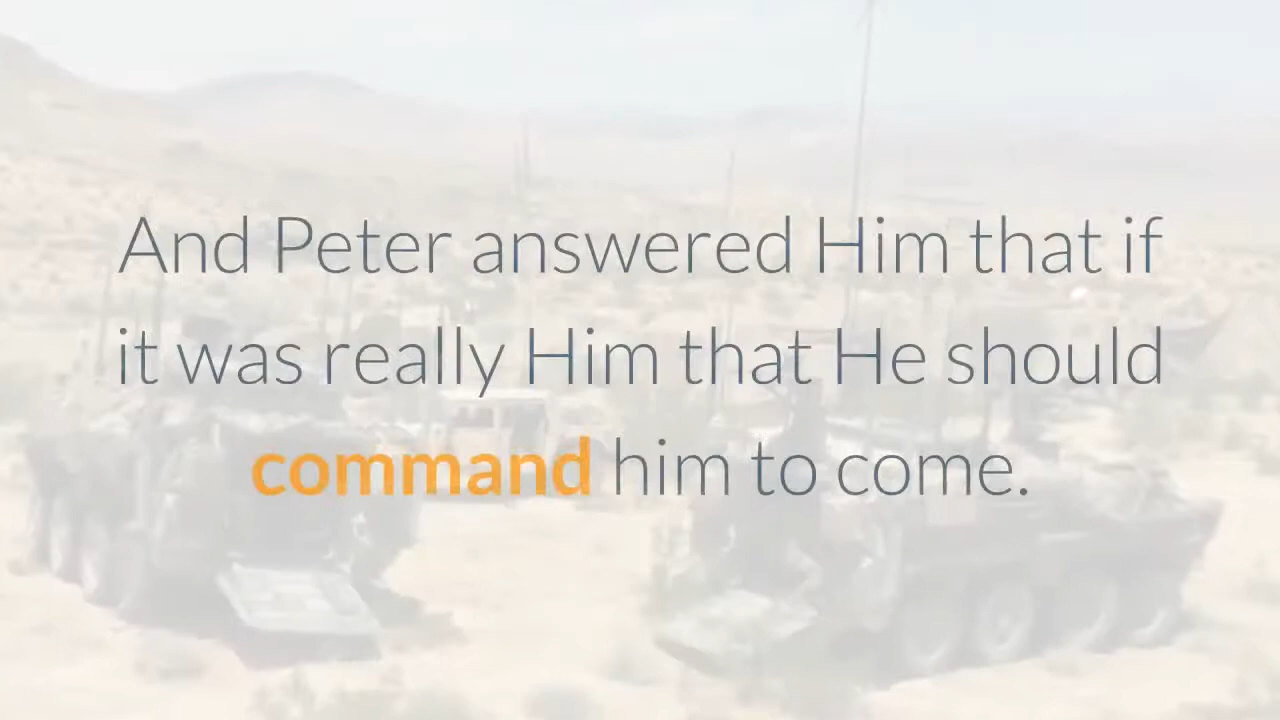 And Peter answered Him that if
it was really Him that He should
command him to come.